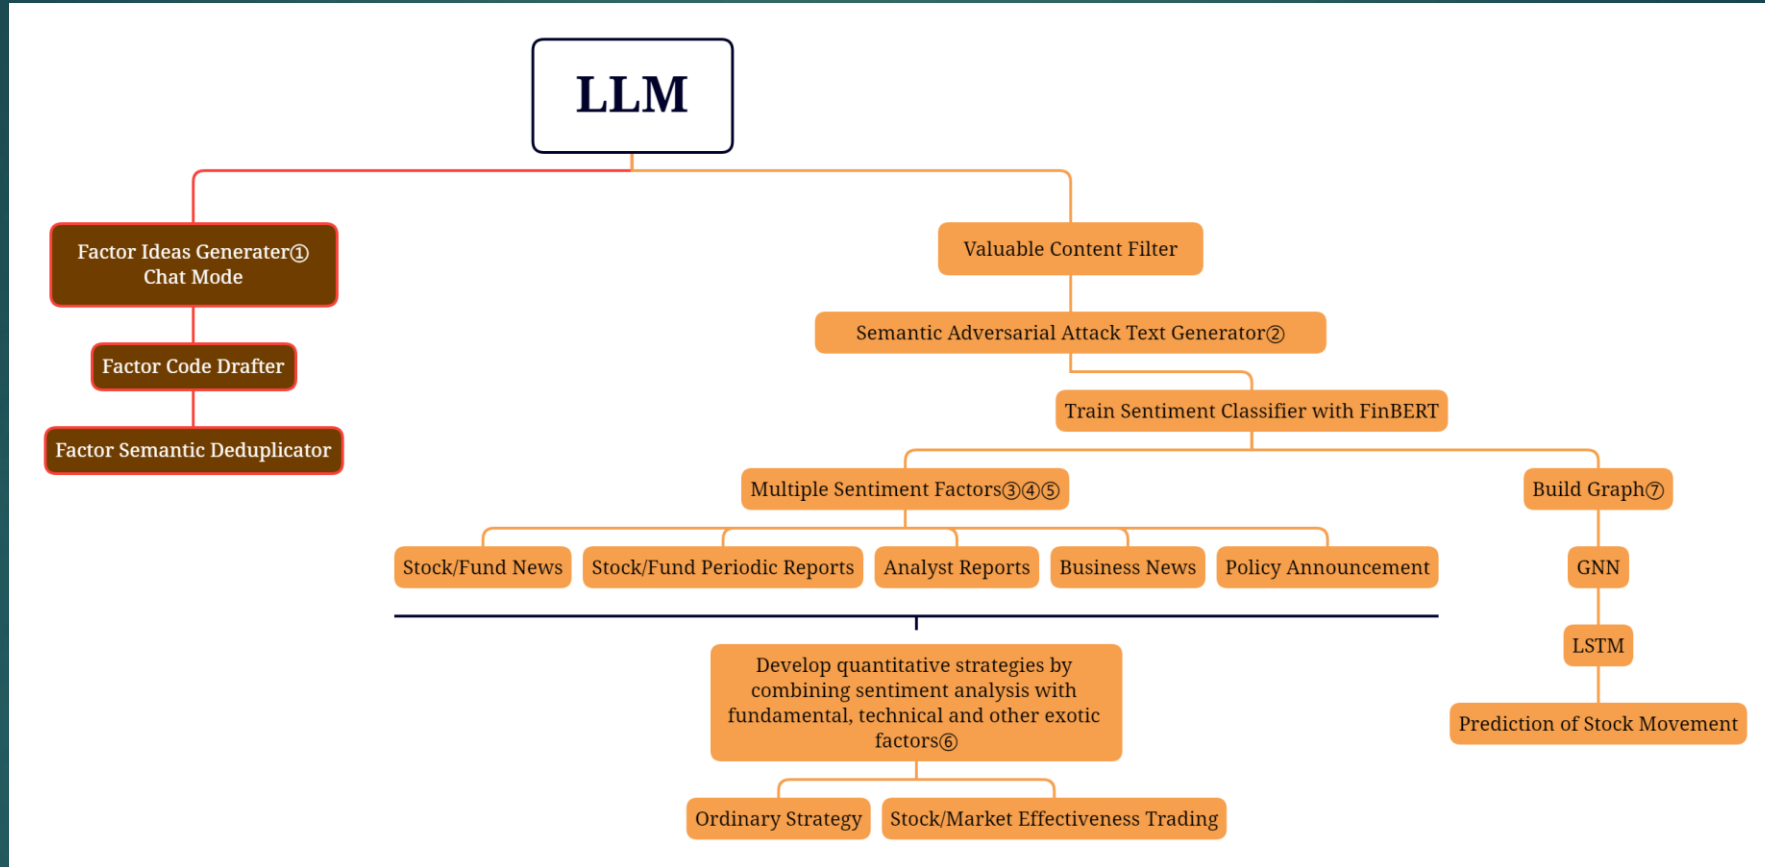 LLM
Factor Ideas Generater①
Chat Mode
Factor Code Drafter
Factor Semantic Deduplicator
Valuable Content Filter
Semantic Adversarial Attack Text Generator②
Train Sentiment Classifier with FinBERT
Multiple Sentiment Factors③④⑤
Build Graph⑦
Stock/Fund News
Stock/Fund Periodic Reports
Analyst Reports
Business News
Policy Announcement
GNN
LSTM
Prediction of Stock Movement
Develop quantitative strategies by
combining sentiment analysis with
fundamental, technical and other exotic
factors⑥
Ordinary Strategy
Stock/Market Effectiveness Trading